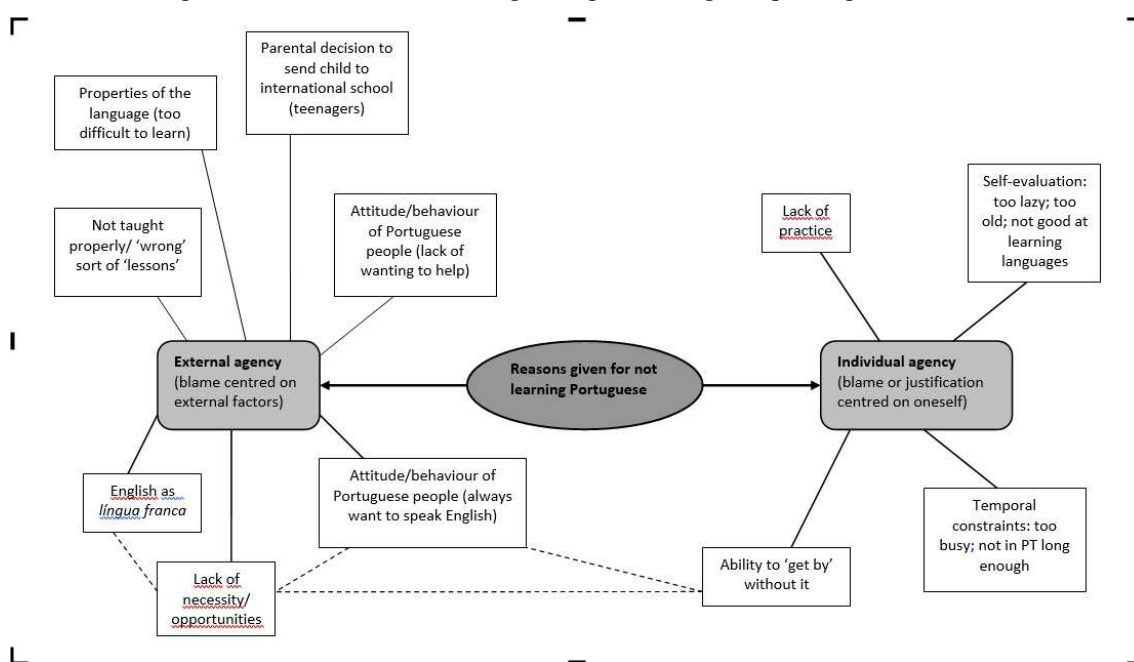 Parental decision to
send child to
international school
(teenagers)
Properties of the
language (too
difficult to learn)
Not taught
properly/ ‘wrong’
sort of ‘lessons’
Attitude/behaviour
of Portuguese
people (lack of
wanting to help)
Lack of
practice
Self-evaluation:
too lazy; too
old; not good at
learning
languages
External agency
(blame centred on
external factors)
Reasons given for not
learning Portuguese
Individual agency
(blame or justification
centred on oneself)
English as
língua franca
Attitude/behaviour of
Portuguese people (always
want to speak English)
Lack of
necessity/
opportunities
Ability to ‘get by’
without it
Temporal
constraints: too
busy; not in PT long
enough